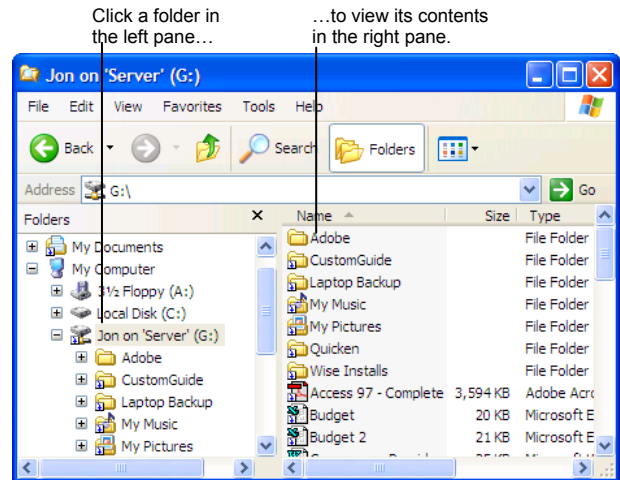 Click a folder in
the left pane…
…to view its contents
in the right pane.
Jon on 'Server' (G:)
File Edit View Favorites Tools Help
Back Search Folders
Address G:\ Go
Folders
My Documents
My Computer
3½ Floppy (A:)
Local Disk (C:)
Jon on 'Server' (G:)
Adobe
CustomGuide
Laptop Backup
My Music
My Pictures
Name Size Type
Adobe File Folder
CustomGuide File Folder
Laptop Backup File Folder
My Music File Folder
My Pictures File Folder
Quicken File Folder
Wise Installs File Folder
Access 97 - Complete 3,594 KB Adobe Acro
Budget 20 KB Microsoft E
Budget 2 21 KB Microsoft E